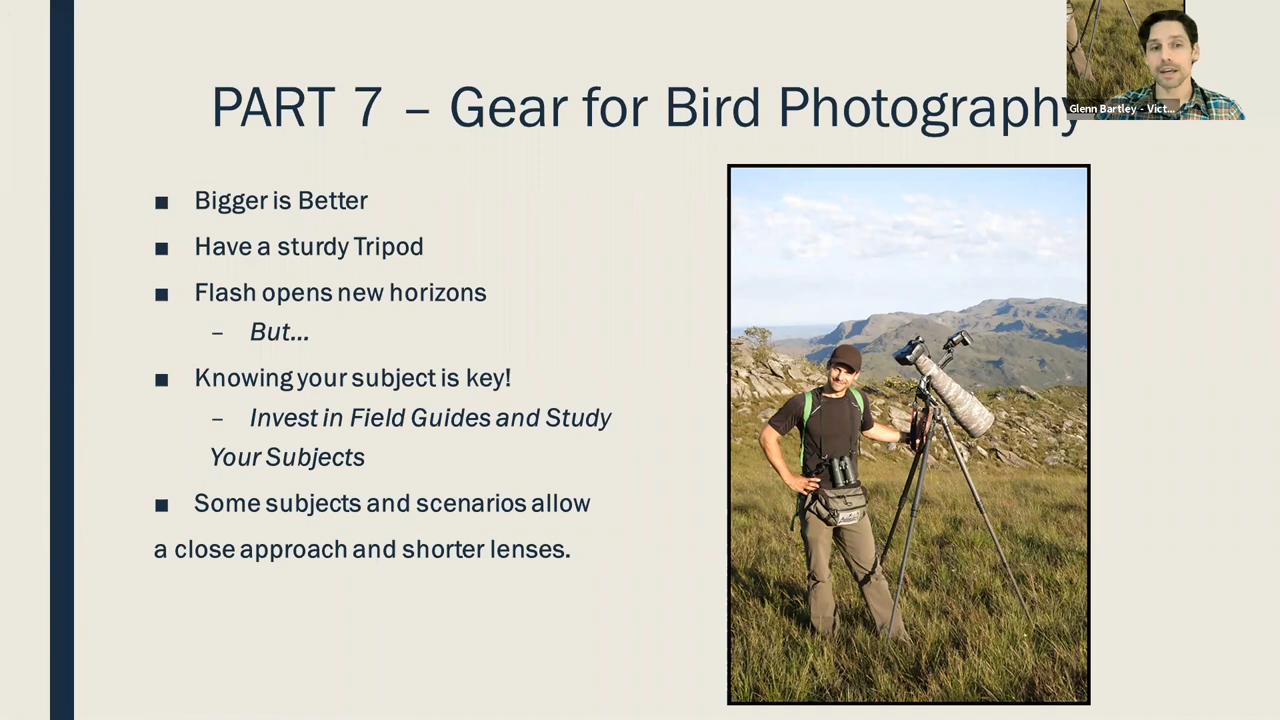 PART 7 – Gear for Bird Photography
Glenn Bartley - Vict...
■ Bigger is Better
■ Have a sturdy Tripod
■ Flash opens new horizons
– But...
■ Knowing your subject is key!
– Invest in Field Guides and Study
Your Subjects
■ Some subjects and scenarios allow
a close approach and shorter lenses.